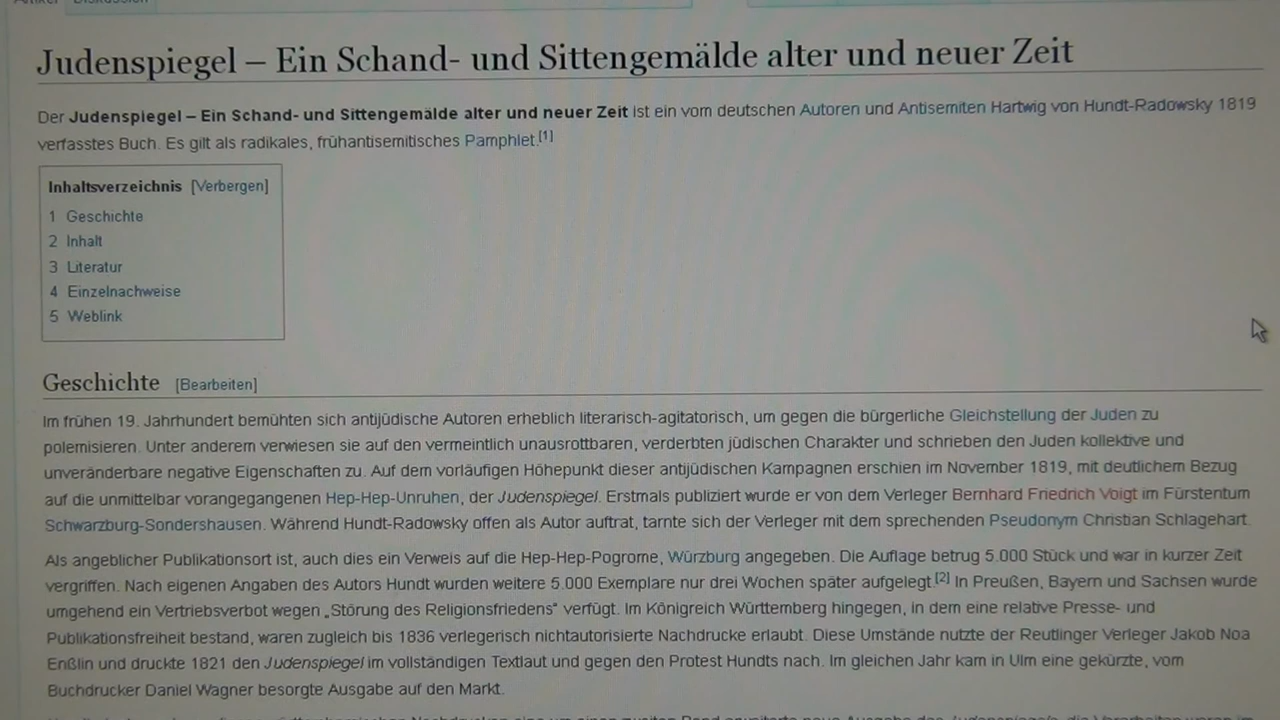 Diskussion
Judenspiegel – Ein Schand- und Sittengemälde alter und neuer Zeit
Der Judenspiegel – Ein Schand- und Sittengemälde alter und neuer Zeit ist ein vom deutschen Autoren und Antisemiten Hartwig von Hundt-Radowsky 1819
verfasstes Buch. Es gilt als radikales, frühantisemitisches Pamphlet.[1]
Inhaltsverzeichnis [Verbergen]
1 Geschichte
2 Inhalt
3 Literatur
4 Einzelnachweise
5 Weblink
Geschichte [Bearbeiten]
Im frühen 19. Jahrhundert bemühten sich antijüdische Autoren erheblich literarisch-agitatorisch, um gegen die bürgerliche Gleichstellung der Juden zu
polemisieren. Unter anderem verwiesen sie auf den vermeintlich unausrottbaren, verderbten jüdischen Charakter und schrieben den Juden kollektive und
unveränderbare negative Eigenschaften zu. Auf dem vorläufigen Höhepunkt dieser antijüdischen Kampagnen erschien im November 1819, mit deutlichem Bezug
auf die unmittelbar vorangegangenen Hep-Hep-Unruhen, der Judenspiegel. Erstmals publiziert wurde er von dem Verleger Bernhard Friedrich Voigt im Fürstentum
Schwarzburg-Sondershausen. Während Hundt-Radowsky offen als Autor auftrat, tarnte sich der Verleger mit dem sprechenden Pseudonym Christian Schlagehart.
Als angeblicher Publikationsort ist, auch dies ein Verweis auf die Hep-Hep-Pogrome, Würzburg angegeben. Die Auflage betrug 5.000 Stück und war in kurzer Zeit
vergriffen. Nach eigenen Angaben des Autors Hundt wurden weitere 5.000 Exemplare nur drei Wochen später aufgelegt.[2] In Preußen, Bayern und Sachsen wurde
umgehend ein Vertriebsverbot wegen „Störung des Religionsfriedens“ verfügt. Im Königreich Württemberg hingegen, in dem eine relative Presse- und
Publikationsfreiheit bestand, waren zugleich bis 1836 verlegerisch nichtautorisierte Nachdrucke erlaubt. Diese Umstände nutzte der Reutlinger Verleger Jakob Noa
Enßlin und druckte 1821 den Judenspiegel im vollständigen Textlaut und gegen den Protest Hundts nach. Im gleichen Jahr kam in Ulm eine gekürzte, vom
Buchdrucker Daniel Wagner besorgte Ausgabe auf den Markt.